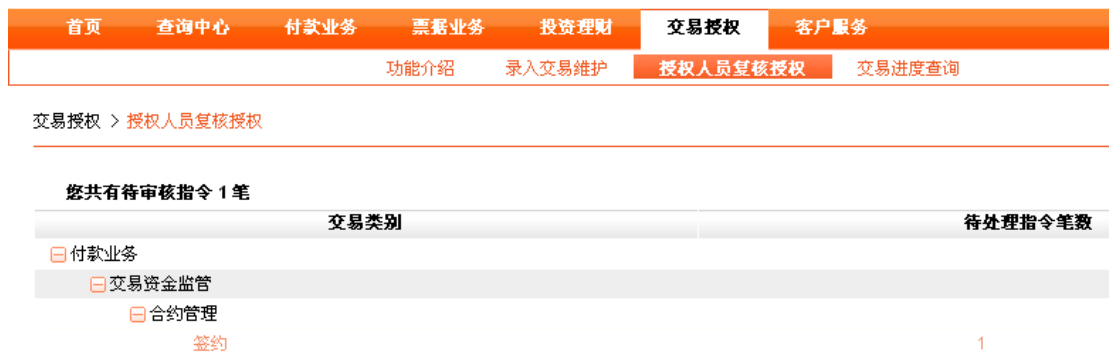 首页 查询中心 付款业务 票据业务 投资理财 交易授权 客户服务
功能介绍 录入交易维护 授权人员复核授权 交易进度查询
交易授权 > 授权人员复核授权
您共有待审核指令 1 笔
交易类别 待处理指令笔数
付款业务
交易资金监管
合约管理
签约 1